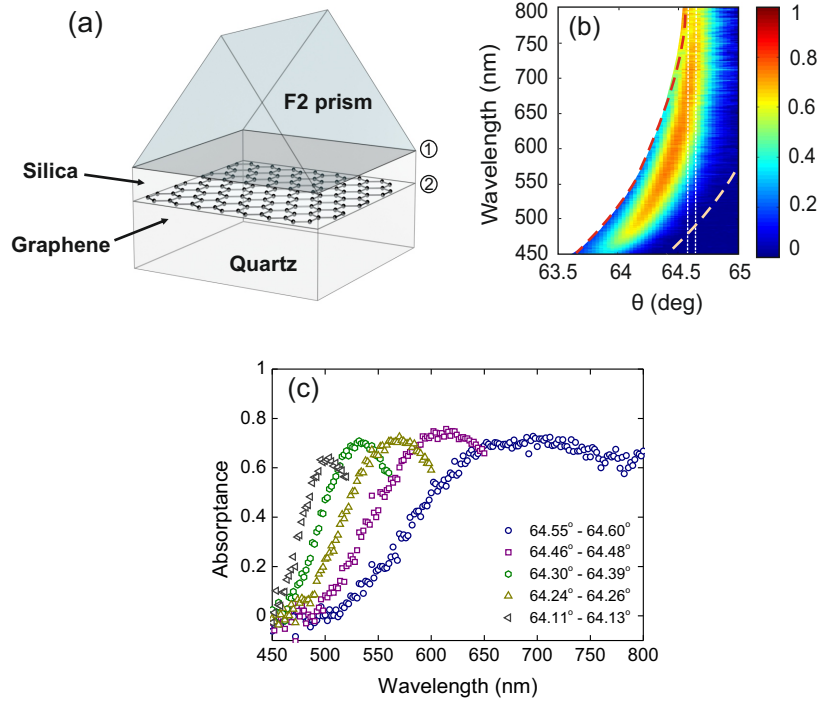 (a)
F2 prism
①
②
Silica
Graphene
Quartz
(b)
Wavelength (nm)
800
750
700
650
600
550
500
450
63.5 64 64.5 65
θ (deg)
1
0.8
0.6
0.4
0.2
0
(c)
Absorptance
1
0.8
0.6
0.4
0.2
0
64.55° - 64.60°
64.46° - 64.48°
64.30° - 64.39°
64.24° - 64.26°
64.11° - 64.13°
450 500 550 600 650 700 750 800
Wavelength (nm)